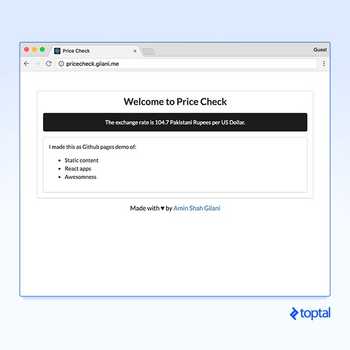 Price Check
Guest
pricecheck.gilani.me
Welcome to Price Check
The exchange rate is 104.7 Pakistani Rupees per US Dollar.
I made this as Github pages demo of:
Static content
React apps
Awesomness
Made with ♥ by Amin Shah Gilani
toptal